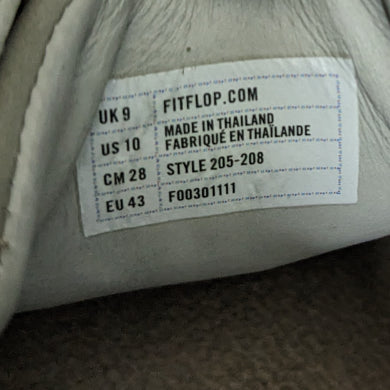 UK 9 FITFLOP.COM
US 10 MADE IN THAILAND
FABRIQUÉ EN THAÏLANDE
CM 28 STYLE 205-208
EU 43 F00301111